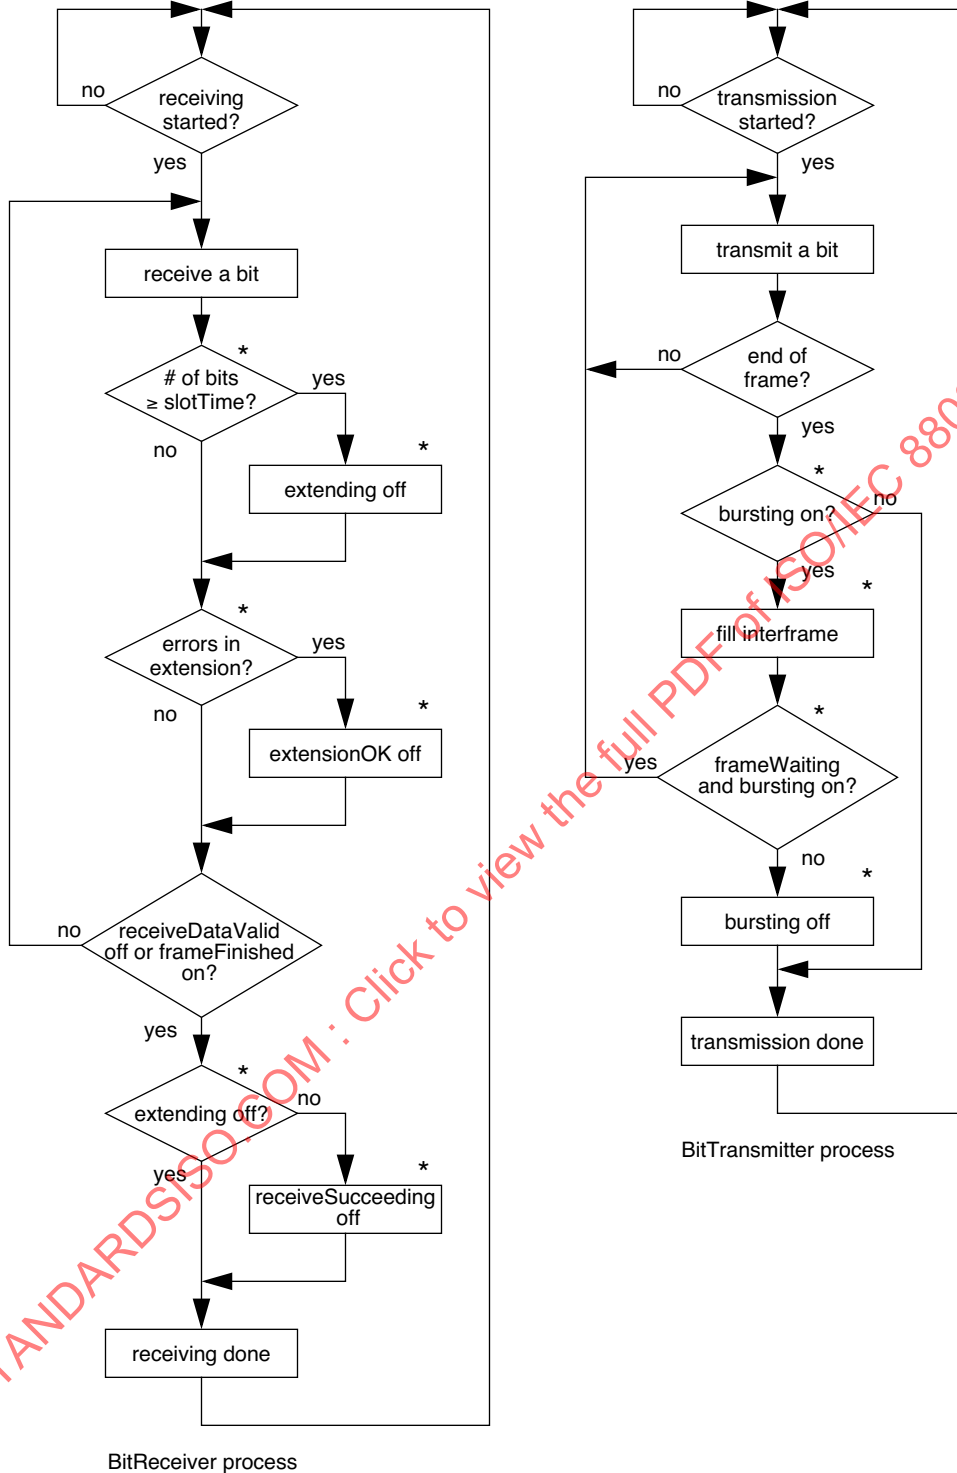 receiving
started?
no
yes
receive a bit
*
# of bits
≥ slotTime?
yes
no
*
extending off
*
errors in
extension?
yes
no
*
extensionOK off
receiveDataValid
off or frameFinished
on?
no
yes
*
extending off?
no
yes
*
receiveSucceeding
off
receiving done
BitReceiver process
transmission
started?
no
yes
transmit a bit
end of
frame?
no
yes
*
bursting on?
no
yes
*
fill interframe
*
frameWaiting
and bursting on?
yes
no
*
bursting off
transmission done
BitTransmitter process
TANDARDSISO.COM : Click to view the full PDF of ISO/IEC 880